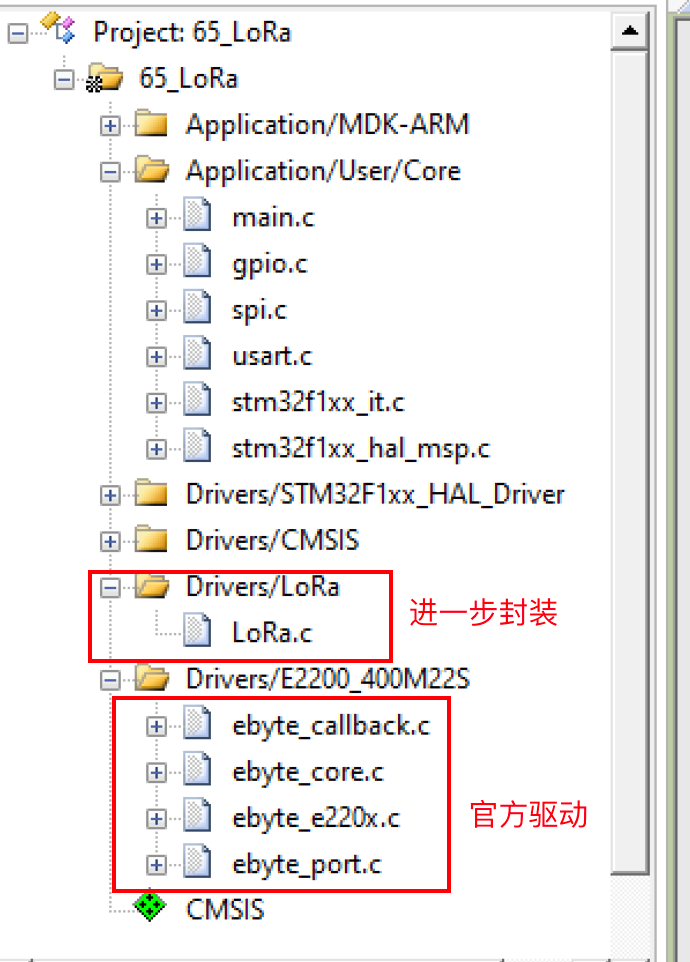 Project: 65_LoRa
65_LoRa
Application/MDK-ARM
Application/User/Core
main.c
gpio.c
spi.c
usart.c
stm32f1xx_it.c
stm32f1xx_hal_msp.c
Drivers/STM32F1xx_HAL_Driver
Drivers/CMSIS
Drivers/LoRa
进一步封装
LoRa.c
Drivers/E2200_400M22S
ebyte_callback.c
ebyte_core.c
ebyte_e220x.c
官方驱动
ebyte_port.c
CMSIS